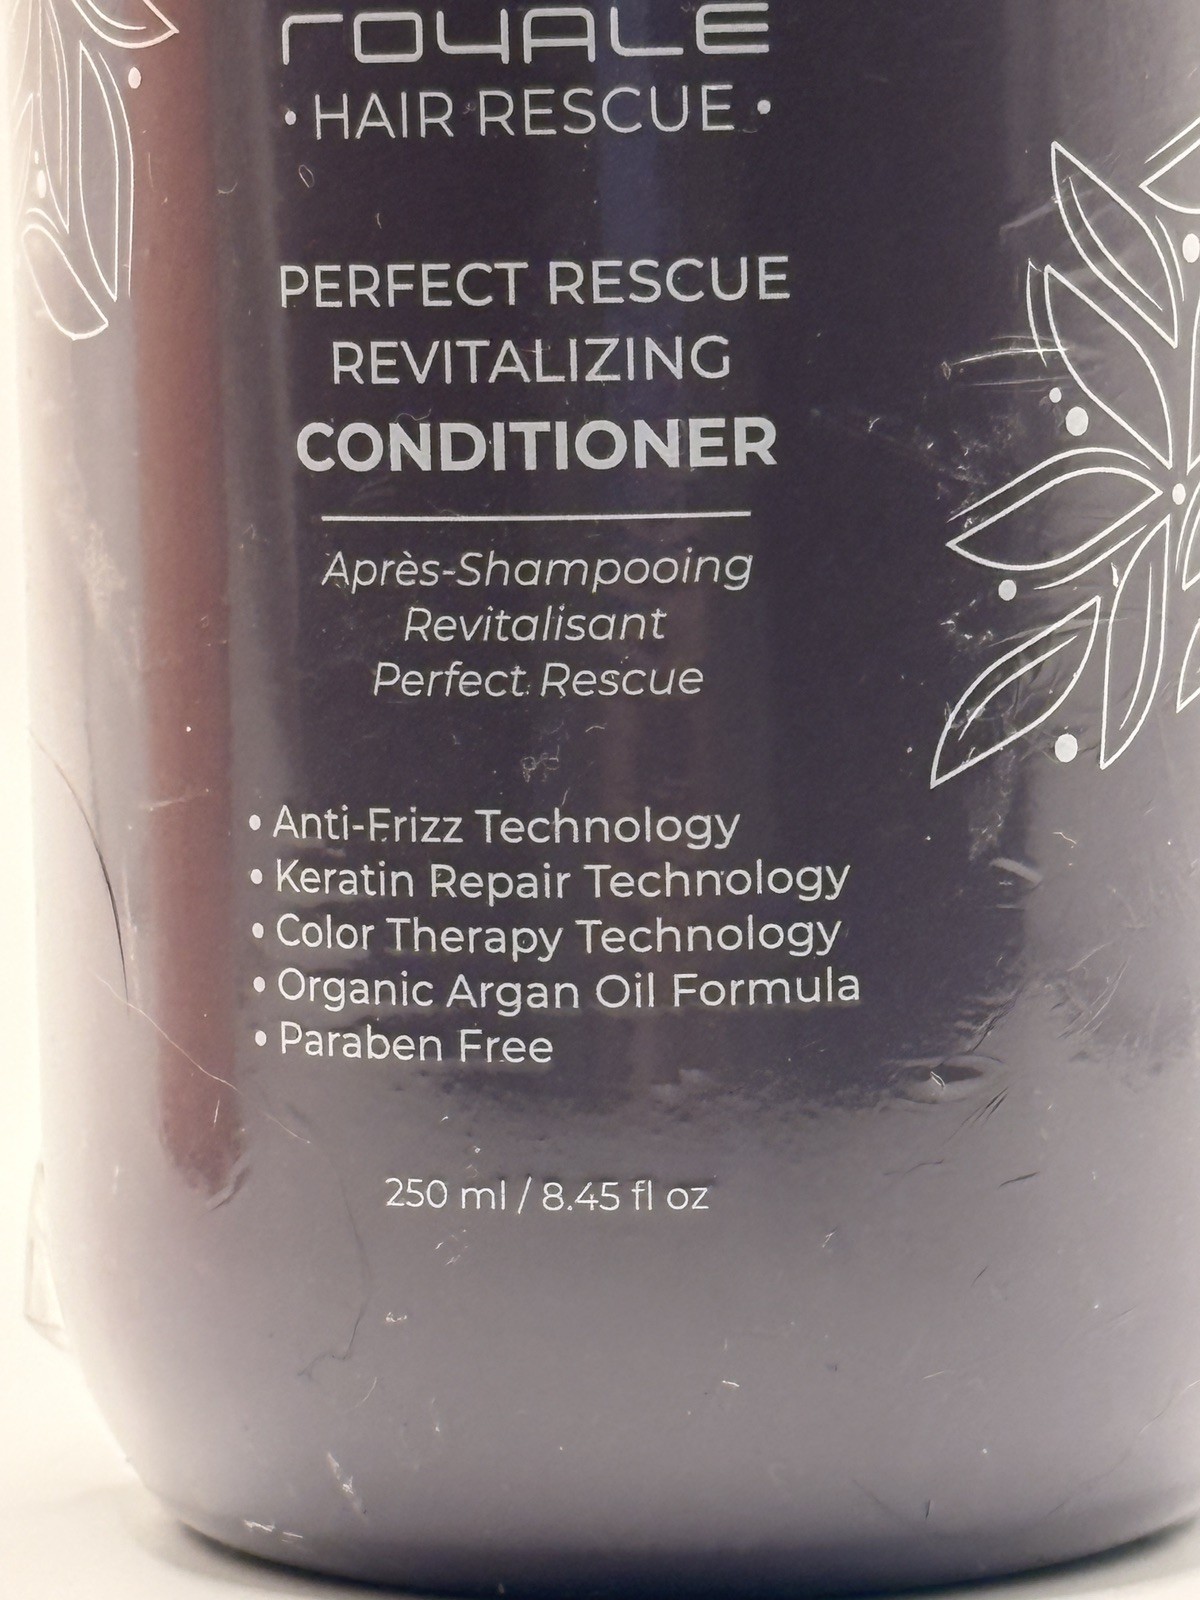 royale
• HAIR RESCUE •
PERFECT RESCUE
REVITALIZING
CONDITIONER
Après-Shampooing
Revitalisant
Perfect Rescue
• Anti-Frizz Technology
• Keratin Repair Technology
• Color Therapy Technology
• Organic Argan Oil Formula
• Paraben Free
250 ml / 8.45 fl oz